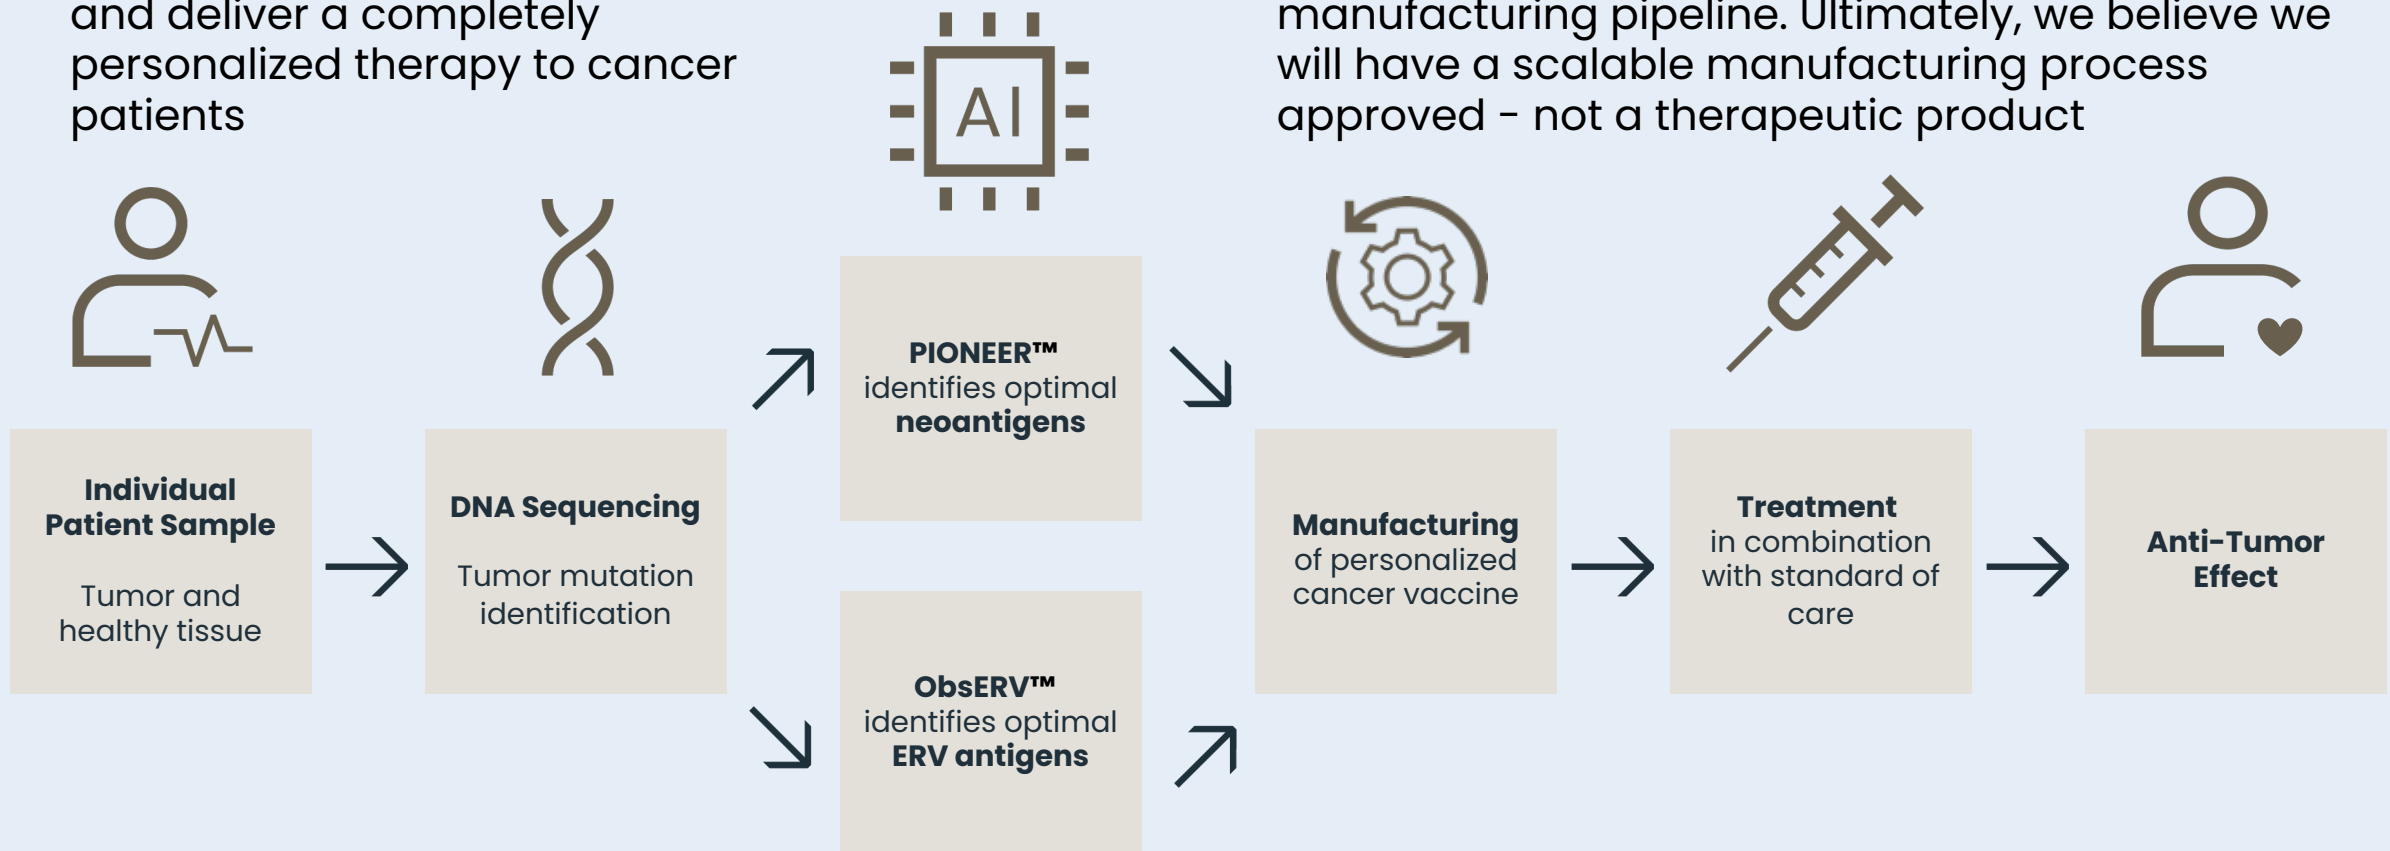 and deliver a completely
personalized therapy to cancer
patients
AI
manufacturing pipeline. Ultimately, we believe we
will have a scalable manufacturing process
approved - not a therapeutic product
Individual
Patient Sample
Tumor and
healthy tissue
DNA Sequencing
Tumor mutation
identification
PIONEER™
identifies optimal
neoantigens
ObsERV™
identifies optimal
ERV antigens
Manufacturing
of personalized
cancer vaccine
Treatment
in combination
with standard of
care
Anti-Tumor
Effect